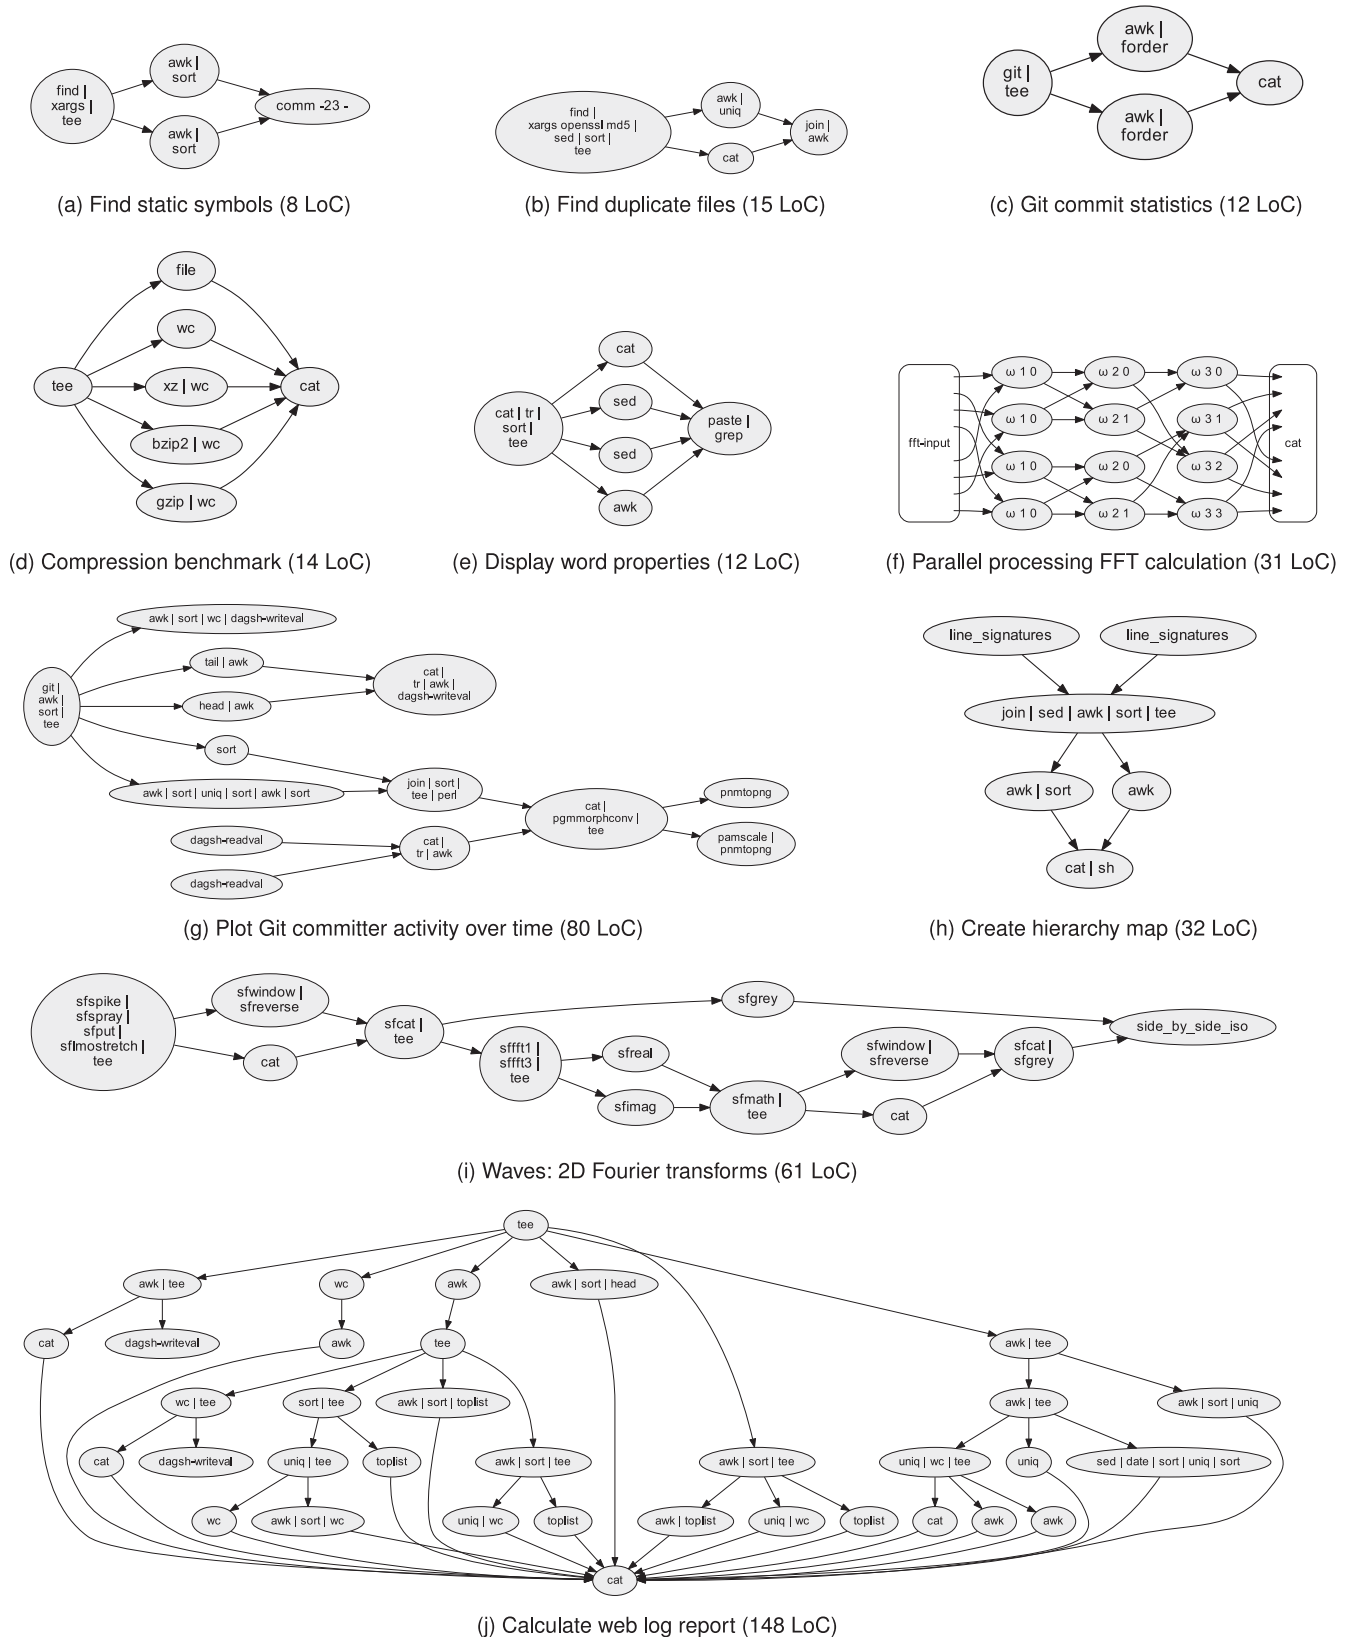 find |
xargs |
tee
awk |
sort
awk |
sort
comm -23 -
(a) Find static symbols (8 LoC)
find |
xargs openssl md5 |
sed | sort |
tee
awk |
uniq
cat
join |
awk
(b) Find duplicate files (15 LoC)
git |
tee
awk |
forder
awk |
forder
cat
(c) Git commit statistics (12 LoC)
tee
file
wc
xz | wc
bzip2 | wc
gzip | wc
cat
(d) Compression benchmark (14 LoC)
cat | tr |
sort |
tee
cat
sed
sed
awk
paste |
grep
(e) Display word properties (12 LoC)
fft-input
ω 1 0
ω 2 0
ω 3 0
ω 1 0
ω 2 1
ω 3 1
ω 1 0
ω 2 0
ω 3 2
ω 1 0
ω 2 1
ω 3 3
cat
(f) Parallel processing FFT calculation (31 LoC)
git |
awk |
sort |
tee
awk | sort | wc | dagsh-writeval
tail | awk
head | awk
cat |
tr | awk |
dagsh-writeval
sort
awk | sort | uniq | sort | awk | sort
join | sort |
tee | perl
dagsh-readval
dagsh-readval
cat |
tr | awk
cat |
pgmmorphconv |
tee
pnmtopng
pamscale |
pnmtopng
(g) Plot Git committer activity over time (80 LoC)
line_signatures
line_signatures
join | sed | awk | sort | tee
awk | sort
awk
cat | sh
(h) Create hierarchy map (32 LoC)
sfspike |
sfspray |
sfput |
sflmostretch |
tee
sfwindow |
sfreverse
cat
sfcat |
tee
sfgrey
sffft1 |
sffft3 |
tee
sfreal
sfimag
sfmath |
tee
sfwindow |
sfreverse
cat
sfcat |
sfgrey
side_by_side_iso
(i) Waves: 2D Fourier transforms (61 LoC)
tee
awk | tee
wc
awk
awk | sort | head
cat
dagsh-writeval
awk
tee
awk | tee
wc | tee
sort | tee
awk | sort | toplist
awk | tee
awk | sort | uniq
cat
dagsh-writeval
uniq | tee
toplist
awk | sort | tee
awk | sort | tee
uniq | wc | tee
uniq
sed | date | sort | uniq | sort
wc
awk | sort | wc
uniq | wc
toplist
awk | toplist
uniq | wc
toplist
cat
awk
awk
cat
(j) Calculate web log report (148 LoC)